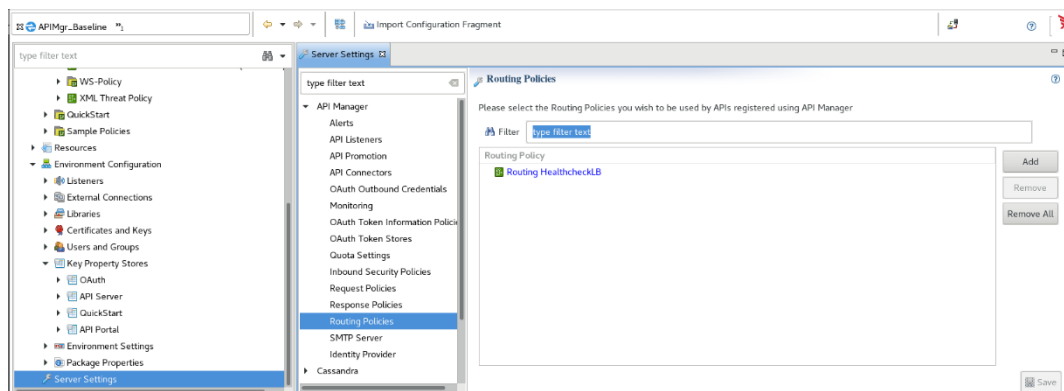 APIMgr_Baseline
Import Configuration Fragment
type filter text
WS-Policy
XML Threat Policy
QuickStart
Sample Policies
Resources
Environment Configuration
Listeners
External Connections
Libraries
Certificates and Keys
Users and Groups
Key Property Stores
OAuth
API Server
QuickStart
API Portal
Environment Settings
Package Properties
Server Settings
Server Settings
type filter text
API Manager
Alerts
API Listeners
API Promotion
API Connectors
OAuth Outbound Credentials
Monitoring
OAuth Token Information Policie
OAuth Token Stores
Quota Settings
Inbound Security Policies
Request Policies
Response Policies
Routing Policies
SMTP Server
Identity Provider
Cassandra
Routing Policies
Please select the Routing Policies you wish to be used by APIs registered using API Manager
Filter type filter text
Routing Policy
Routing HealthcheckLB
Add
Remove
Remove All
Save